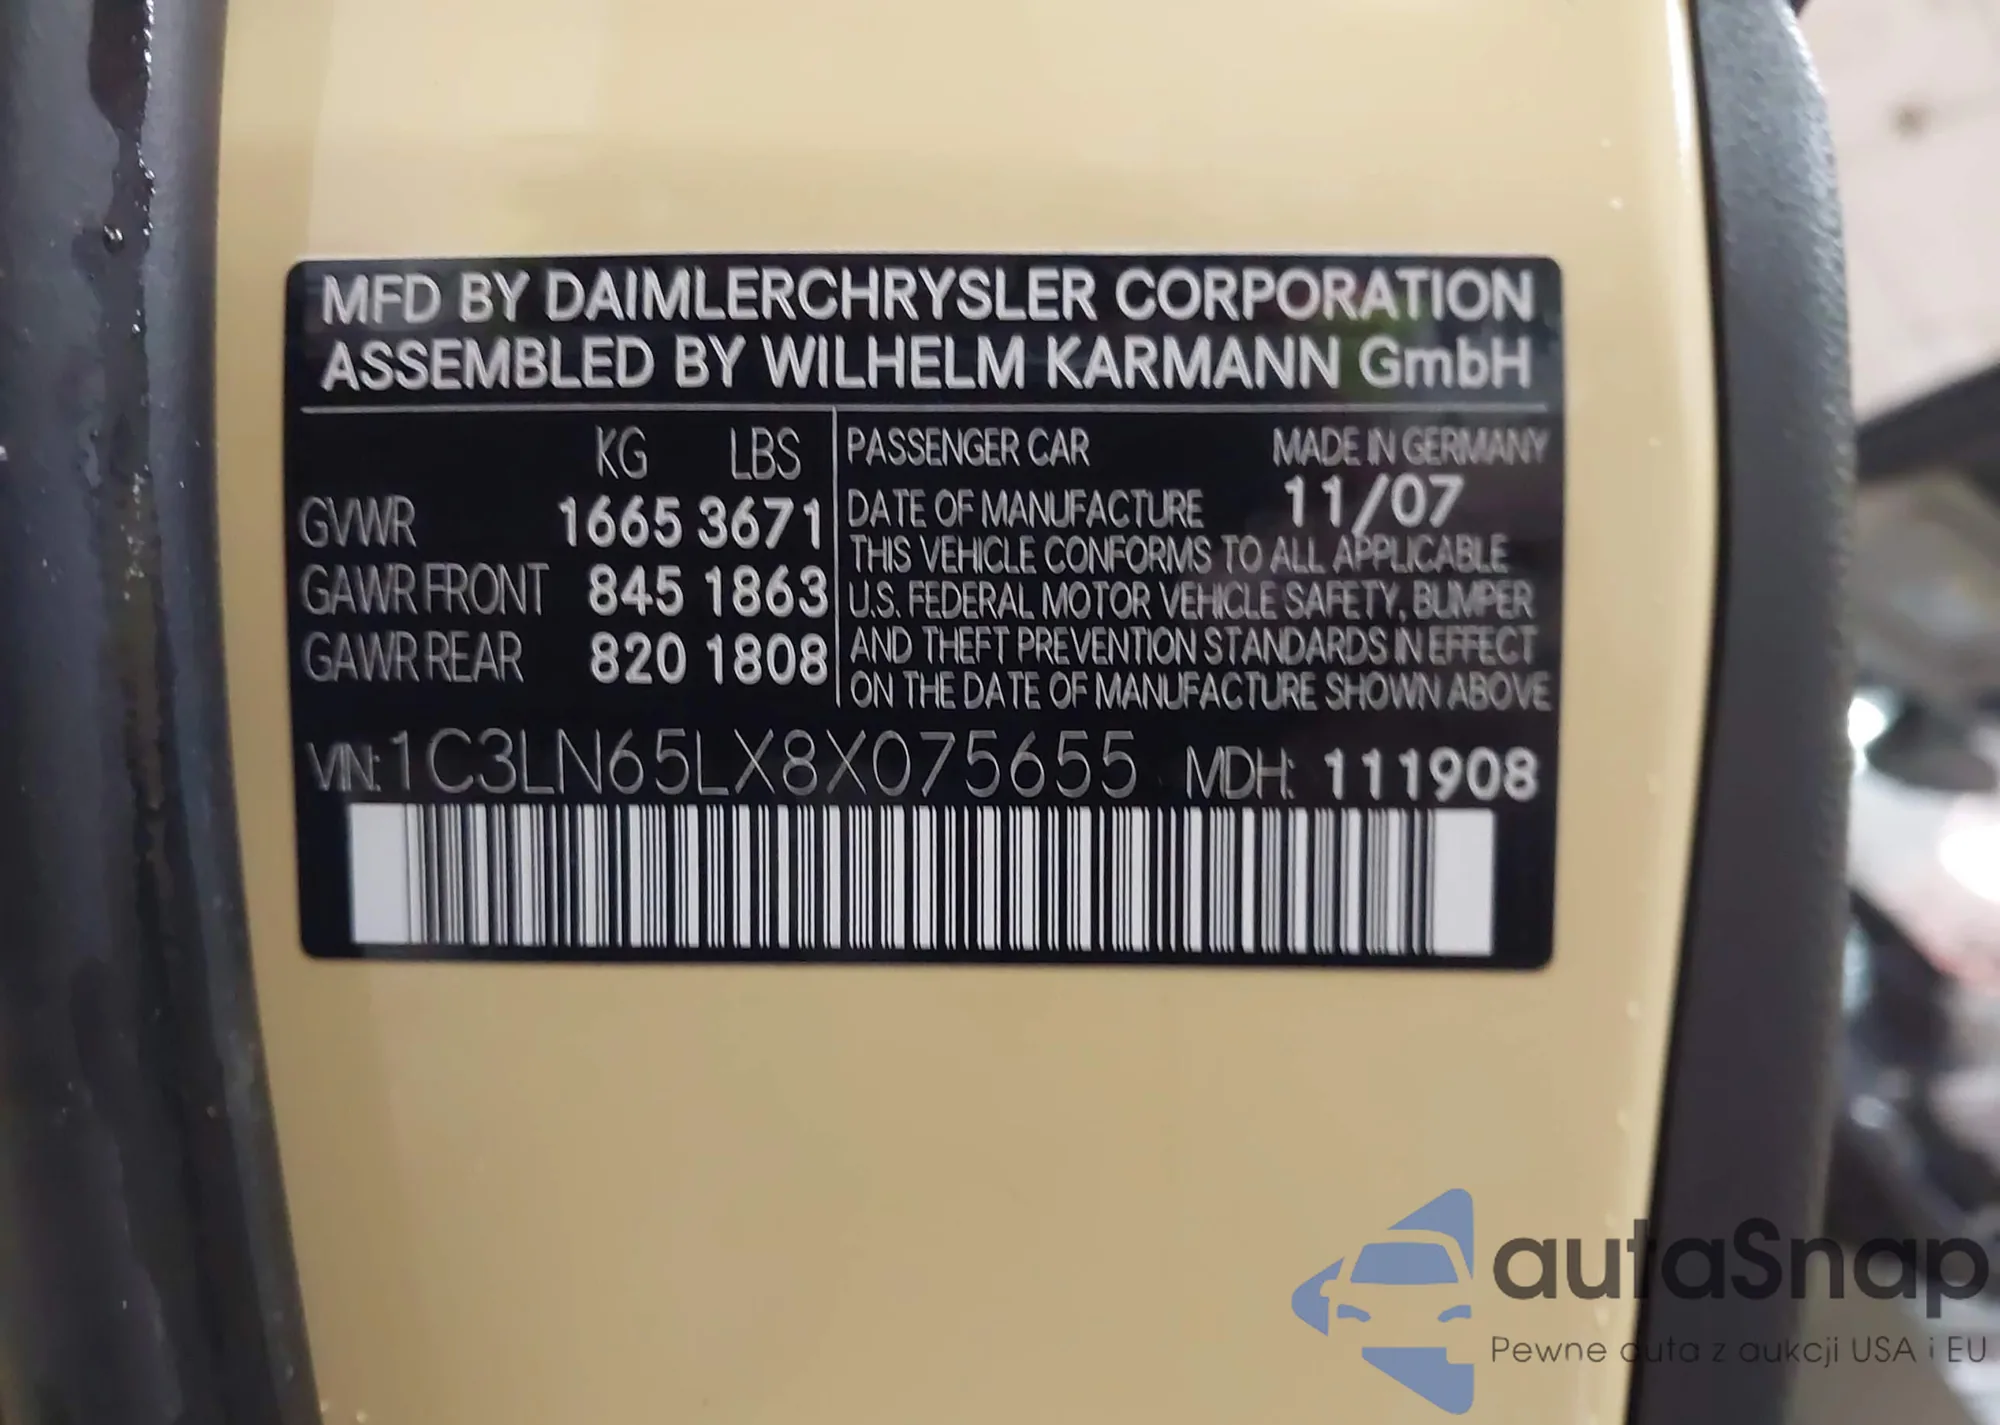 MFD BY DAIMLERCHRYSLER CORPORATION
ASSEMBLED BY WILHELM KARMANN GmbH
KG LBS
GVWR 1665 3671
GAWR FRONT 845 1863
GAWR REAR 820 1808
PASSENGER CAR MADE IN GERMANY
DATE OF MANUFACTURE 11/07
THIS VEHICLE CONFORMS TO ALL APPLICABLE
U.S. FEDERAL MOTOR VEHICLE SAFETY, BUMPER
AND THEFT PREVENTION STANDARDS IN EFFECT
ON THE DATE OF MANUFACTURE SHOWN ABOVE
VIN: 1C3LN65LX8X075655 MDH: 111908
autaSnap
Pewne auta z aukcji USA i EU